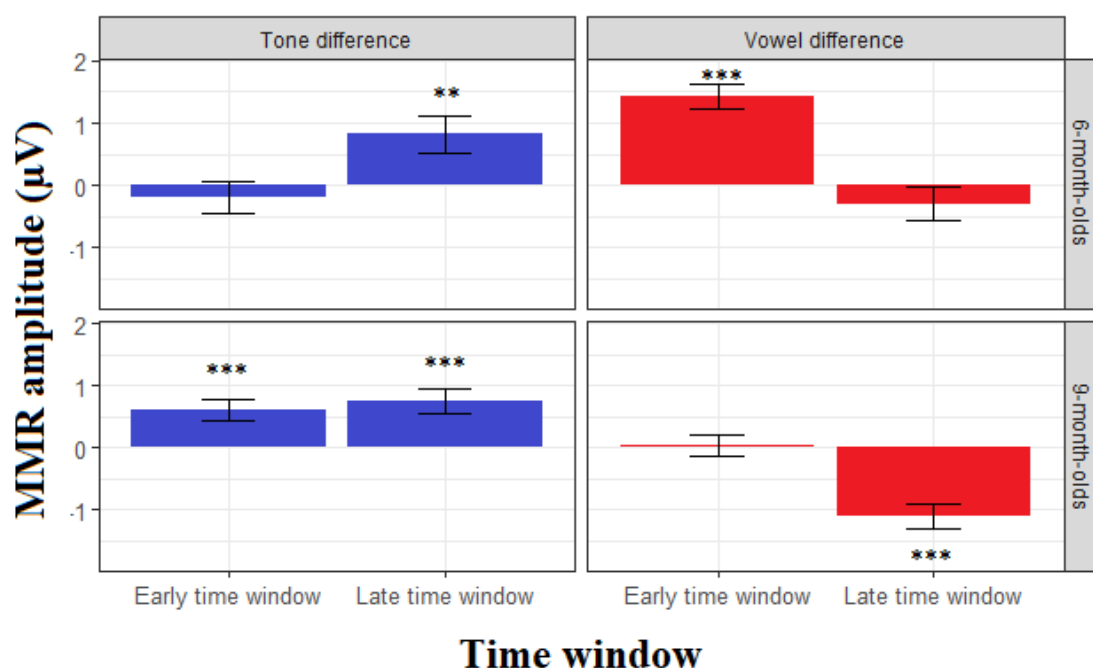 Tone difference
Vowel difference
MMR amplitude (µV)
2
1
0
-1
**
***
6-month-olds
2
1
0
-1
***
***
***
9-month-olds
Early time window
Late time window
Early time window
Late time window
Time window